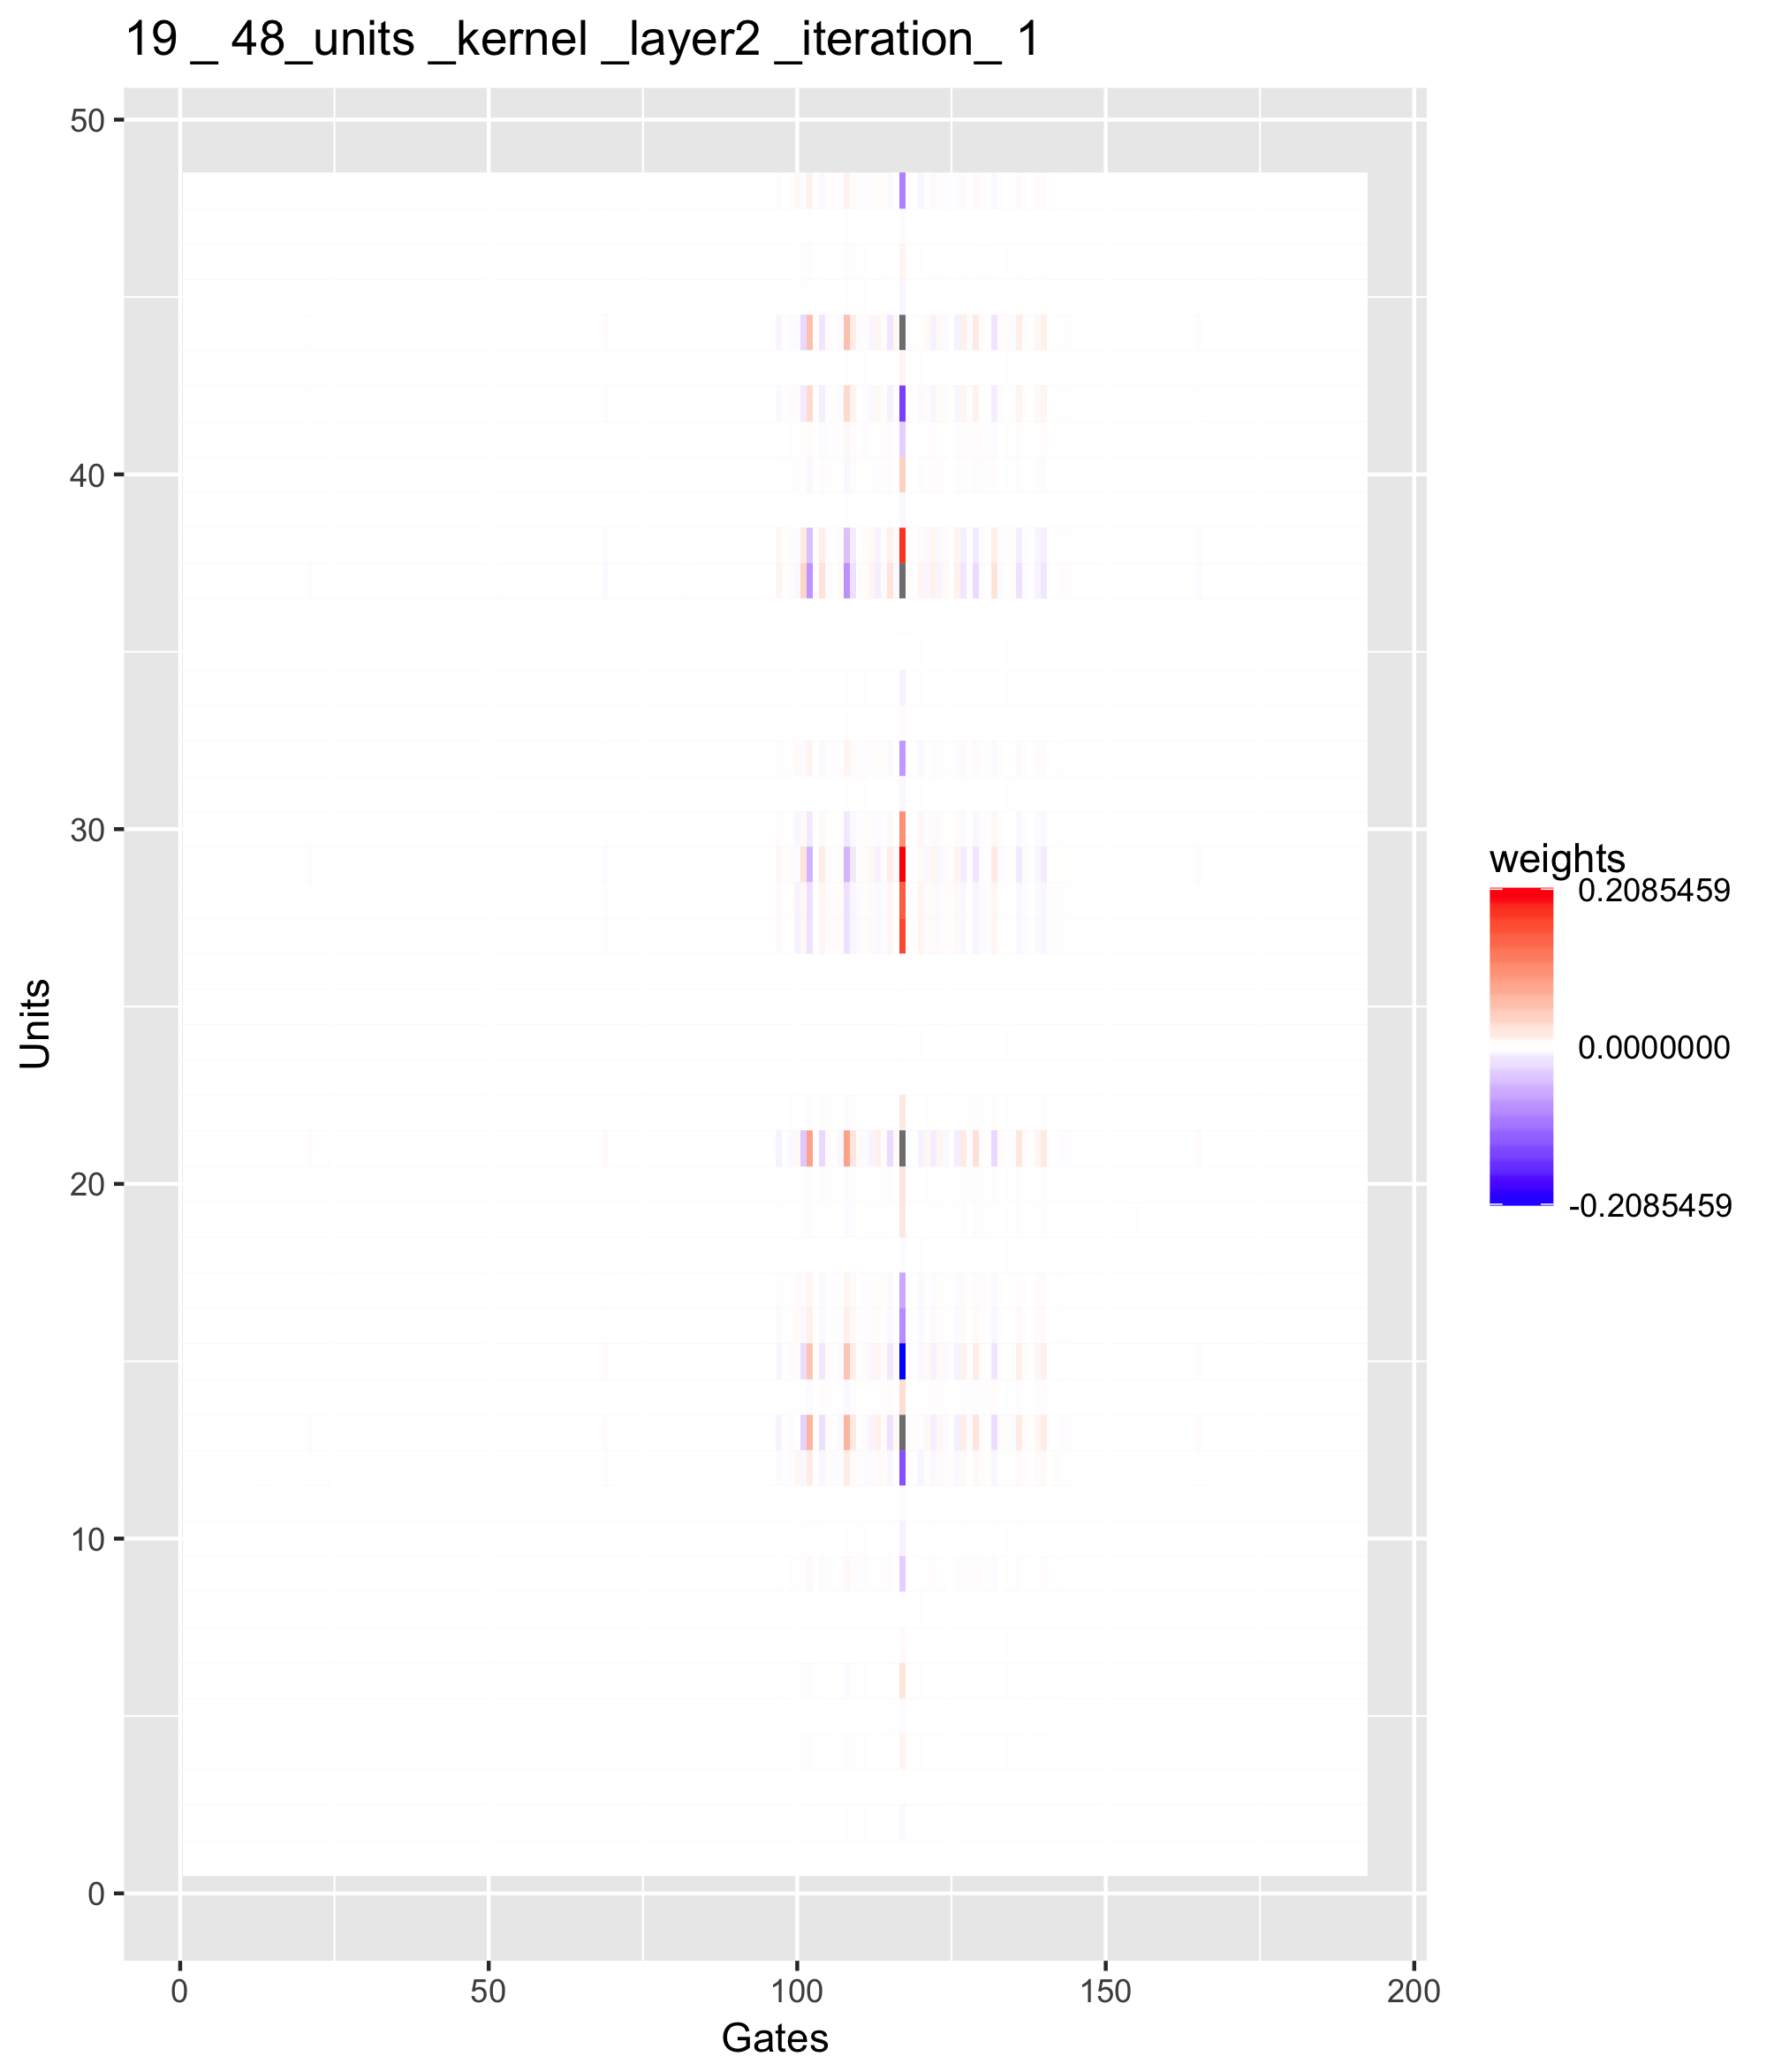 19 _ 48_units _kernel _layer2 _iteration_ 1
50
40
30
20
10
0
Units
0 50 100 150 200
Gates
weights
0.2085459
0.0000000
-0.2085459